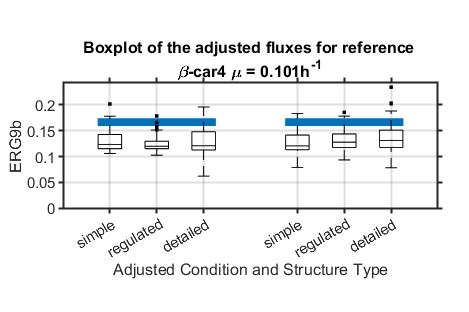 Boxplot of the adjusted fluxes for reference
β-car4 μ = 0.101h⁻¹
0.2
0.15
0.1
0.05
0
ERG9b
simple
regulated
detailed
simple
regulated
detailed
Adjusted Condition and Structure Type